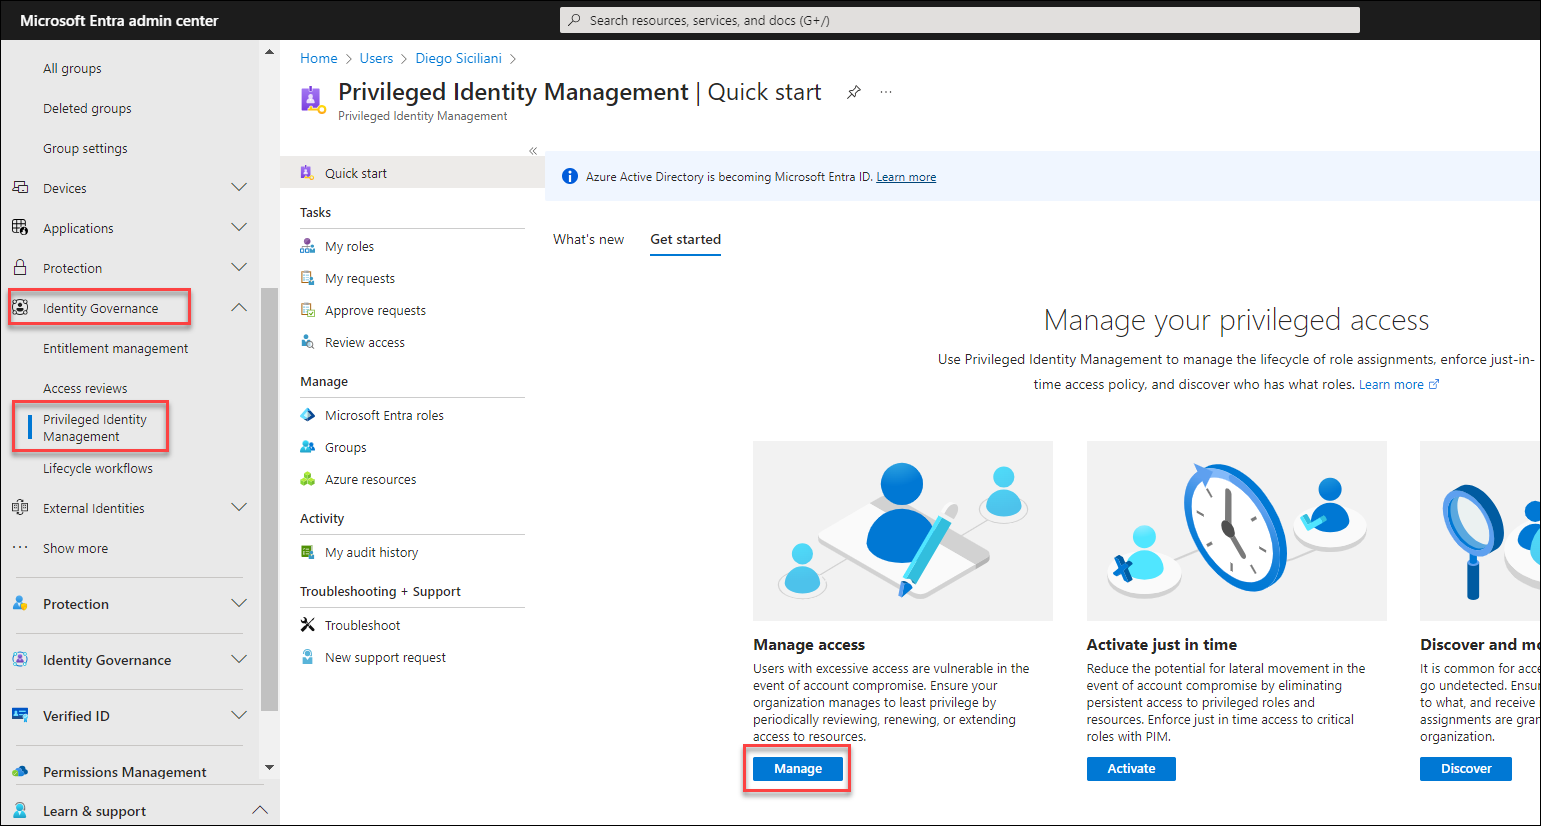 Microsoft Entra admin center
Search resources, services, and docs (G+/)
All groups
Deleted groups
Group settings
Devices
Applications
Protection
Identity Governance
Entitlement management
Access reviews
Privileged Identity
Management
Lifecycle workflows
External Identities
Show more
Protection
Identity Governance
Verified ID
Permissions Management
Learn & support
Home > Users > Diego Siciliani >
Privileged Identity Management | Quick start
Privileged Identity Management
Quick start
Tasks
My roles
My requests
Approve requests
Review access
Manage
Microsoft Entra roles
Groups
Azure resources
Activity
My audit history
Troubleshooting + Support
Troubleshoot
New support request
Azure Active Directory is becoming Microsoft Entra ID. Learn more
What's new
Get started
Manage your privileged access
Use Privileged Identity Management to manage the lifecycle of role assignments, enforce just-in-
time access policy, and discover who has what roles. Learn more
Manage access
Users with excessive access are vulnerable in the
event of account compromise. Ensure your
organization manages to least privilege by
periodically reviewing, renewing, or extending
access to resources.
Manage
Activate just in time
Reduce the potential for lateral movement in the
event of account compromise by eliminating
persistent access to privileged roles and
resources. Enforce just in time access to critical
roles with PIM.
Activate
Discover and mo
It is common for acce
go undetected. Ensur
to what, and receive
assignments are gran
organization.
Discover